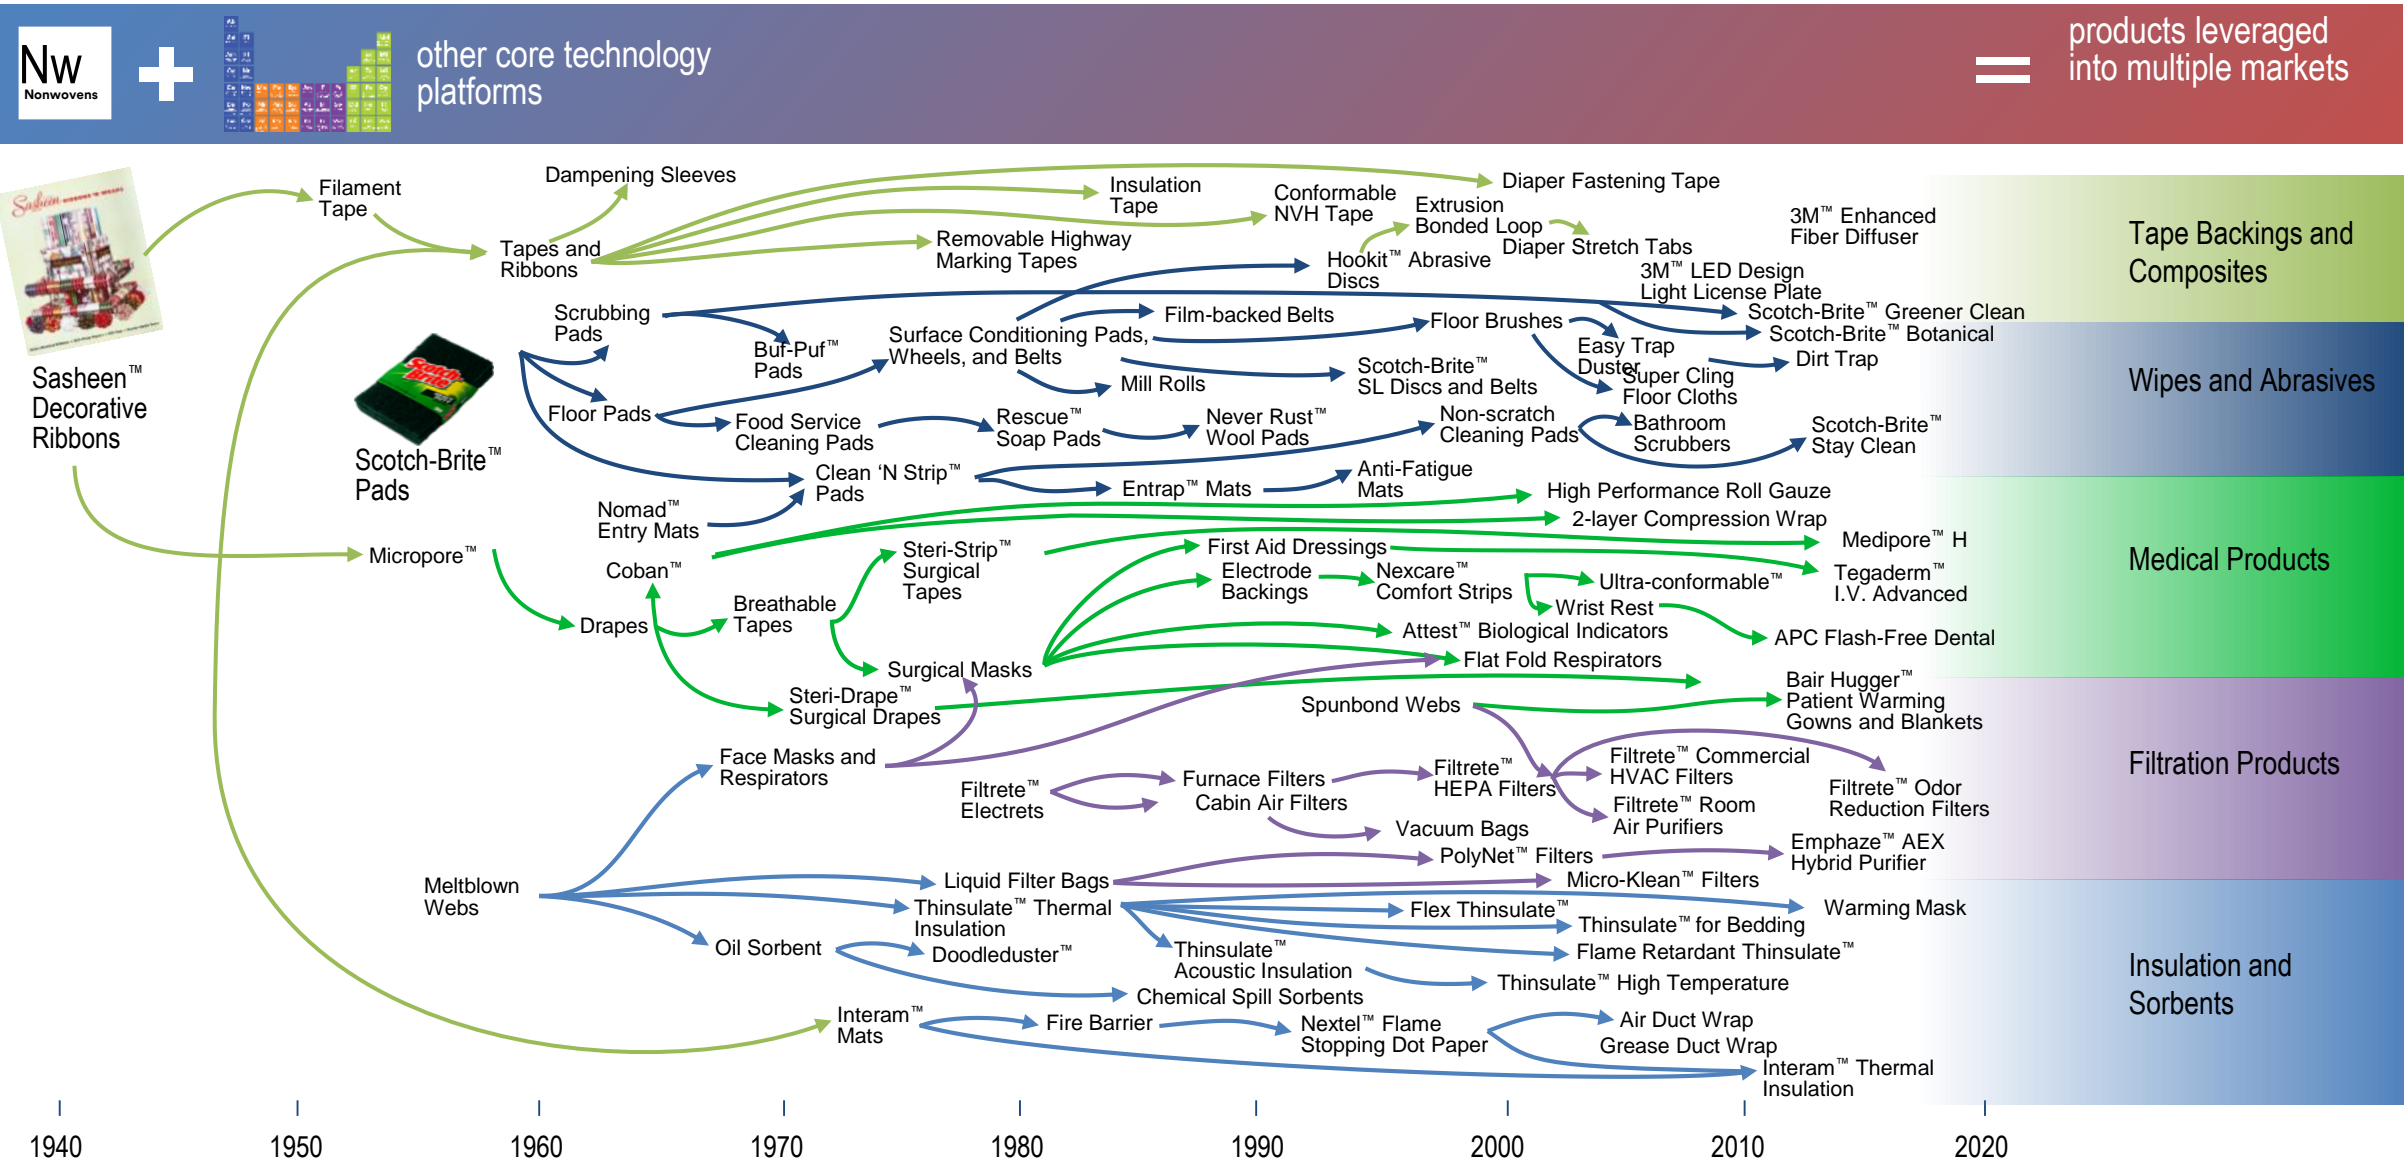 Nw
Nonwovens
other core technology
platforms
products leveraged
into multiple markets
Sasheen
Sasheen™
Decorative
Ribbons
Filament
Tape
Dampening Sleeves
Tapes and
Ribbons
Insulation
Tape
Removable Highway
Marking Tapes
Conformable
NVH Tape
Extrusion
Bonded Loop
Diaper Fastening Tape
Diaper Stretch Tabs
3M™ Enhanced
Fiber Diffuser
3M™ LED Design
Light License Plate
Tape Backings and
Composites
Scotch-Brite
Scotch-Brite™
Pads
Scrubbing
Pads
Buf-Puf™
Pads
Floor Pads
Surface Conditioning Pads,
Wheels, and Belts
Hookit™ Abrasive
Discs
Film-backed Belts
Mill Rolls
Floor Brushes
Scotch-Brite™
SL Discs and Belts
Scotch-Brite™ Greener Clean
Scotch-Brite™ Botanical
Easy Trap
Duster
Dirt Trap
Super Cling
Floor Cloths
Food Service
Cleaning Pads
Rescue™
Soap Pads
Never Rust™
Wool Pads
Non-scratch
Cleaning Pads
Bathroom
Scrubbers
Scotch-Brite™
Stay Clean
Clean ‘N Strip™
Pads
Nomad™
Entry Mats
Entrap™ Mats
Anti-Fatigue
Mats
Wipes and Abrasives
Micropore™
Coban™
Drapes
Breathable
Tapes
Steri-Strip™
Surgical
Tapes
Surgical Masks
Steri-Drape™
Surgical Drapes
High Performance Roll Gauze
2-layer Compression Wrap
Medipore™ H
First Aid Dressings
Tegaderm™
I.V. Advanced
Electrode
Backings
Nexcare™
Comfort Strips
Ultra-conformable™
Wrist Rest
Attest™ Biological Indicators
APC Flash-Free Dental
Flat Fold Respirators
Bair Hugger™
Patient Warming
Gowns and Blankets
Medical Products
Spunbond Webs
Face Masks and
Respirators
Filtrete™
Electrets
Furnace Filters
Cabin Air Filters
Filtrete™
HEPA Filters
Filtrete™ Commercial
HVAC Filters
Filtrete™ Room
Air Purifiers
Filtrete™ Odor
Reduction Filters
Vacuum Bags
PolyNet™ Filters
Emphaze™ AEX
Hybrid Purifier
Micro-Klean™ Filters
Filtration Products
Meltblown
Webs
Liquid Filter Bags
Thinsulate™ Thermal
Insulation
Oil Sorbent
Doodleduster™
Flex Thinsulate™
Warming Mask
Thinsulate™ for Bedding
Thinsulate™
Acoustic Insulation
Flame Retardant Thinsulate™
Thinsulate™ High Temperature
Chemical Spill Sorbents
Interam™
Mats
Fire Barrier
Nextel™ Flame
Stopping Dot Paper
Air Duct Wrap
Grease Duct Wrap
Interam™ Thermal
Insulation
Insulation and
Sorbents
1940
1950
1960
1970
1980
1990
2000
2010
2020